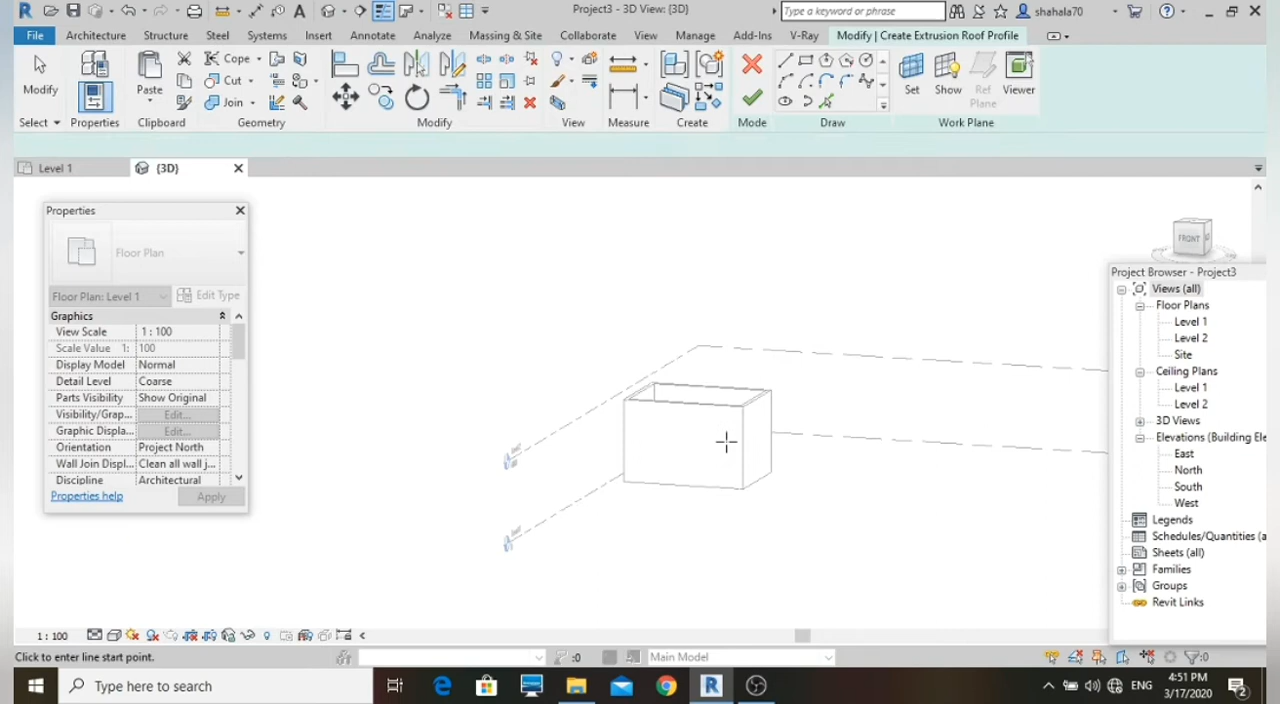 Project3 - 3D View: {3D}
Type a keyword or phrase
shahala70
File Architecture Structure Steel Systems Insert Annotate Analyze Massing & Site Collaborate View Manage Add-Ins V-Ray Modify | Create Extrusion Roof Profile
Modify
Paste
Cope
Cut
Join
Set
Show
Ref Plane
Viewer
Select Properties Clipboard Geometry Modify View Measure Create Mode Draw Work Plane
Level 1
(3D)
Properties
Floor Plan
Floor Plan: Level 1
Edit Type
Graphics
View Scale 1 : 100
Scale Value 1: 100
Display Model Normal
Detail Level Coarse
Parts Visibility Show Original
Visibility/Grap... Edit...
Graphic Displa... Edit...
Orientation Project North
Wall Join Displ... Clean all wall j...
Discipline Architectural
Properties help
Apply
FRONT
Project Browser - Project3
Views (all)
Floor Plans
Level 1
Level 2
Site
Ceiling Plans
Level 1
Level 2
3D Views
Elevations (Building Ele
East
North
South
West
Legends
Schedules/Quantities (a
Sheets (all)
Families
Groups
Revit Links
1 : 100
Click to enter line start point.
:0
Main Model
:0
Type here to search
ENG
4:51 PM
3/17/2020
2